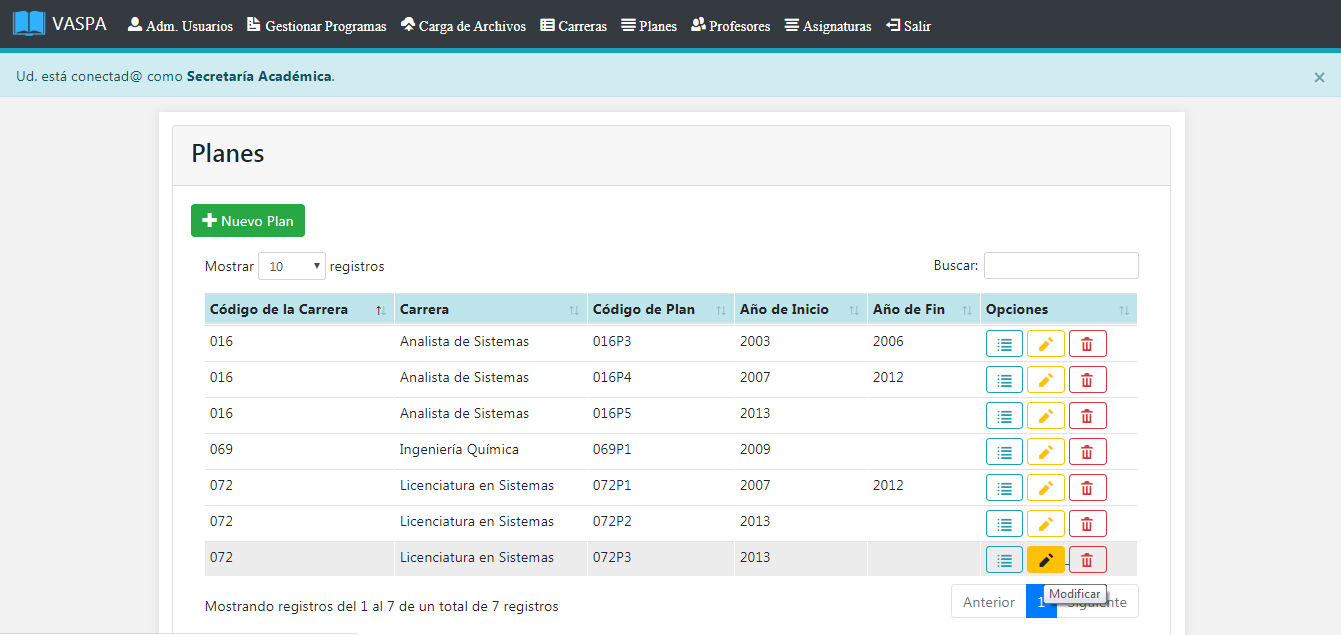 VASPA Adm. Usuarios Gestionar Programas Carga de Archivos Carreras Planes Profesores Asignaturas Salir
Ud. está conectad@ como Secretaría Académica. ×
Planes
Nuevo Plan
Mostrar 10 registros Buscar:
Código de la Carrera Carrera Código de Plan Año de Inicio Año de Fin Opciones
016 Analista de Sistemas 016P3 2003 2006
016 Analista de Sistemas 016P4 2007 2012
016 Analista de Sistemas 016P5 2013
069 Ingeniería Química 069P1 2009
072 Licenciatura en Sistemas 072P1 2007 2012
072 Licenciatura en Sistemas 072P2 2013
072 Licenciatura en Sistemas 072P3 2013
Modificar
Mostrando registros del 1 al 7 de un total de 7 registros Anterior 1 Siguiente